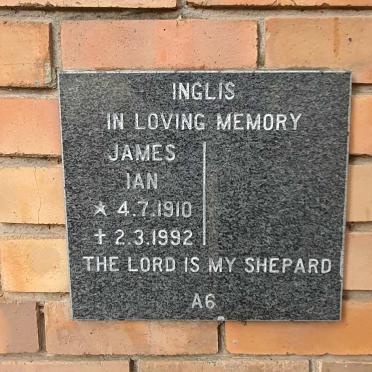 INGLIS
IN LOVING MEMORY
JAMES
IAN
★ 4.7.1910
✝ 2.3.1992
THE LORD IS MY SHEPARD
A6